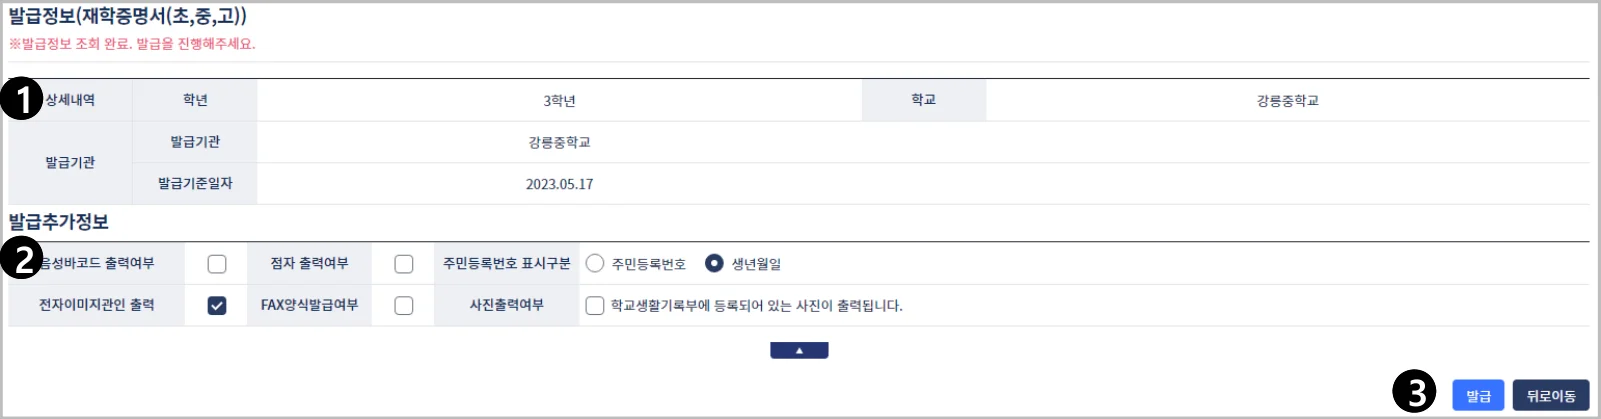 발급정보(재학증명서(초,중,고))
※발급정보 조회 완료. 발급을 진행해주세요.
1 상세내역 학년 3학년 학교 강릉중학교
발급기관 발급기관 강릉중학교
발급기준일자 2023.05.17
발급추가정보
2 음성바코드 출력여부 점자 출력여부 주민등록번호 표시구분 주민등록번호 생년월일
전자이미지관인 출력 FAX양식발급여부 사진출력여부 학교생활기록부에 등록되어 있는 사진이 출력됩니다.
▲
3 발급 뒤로이동